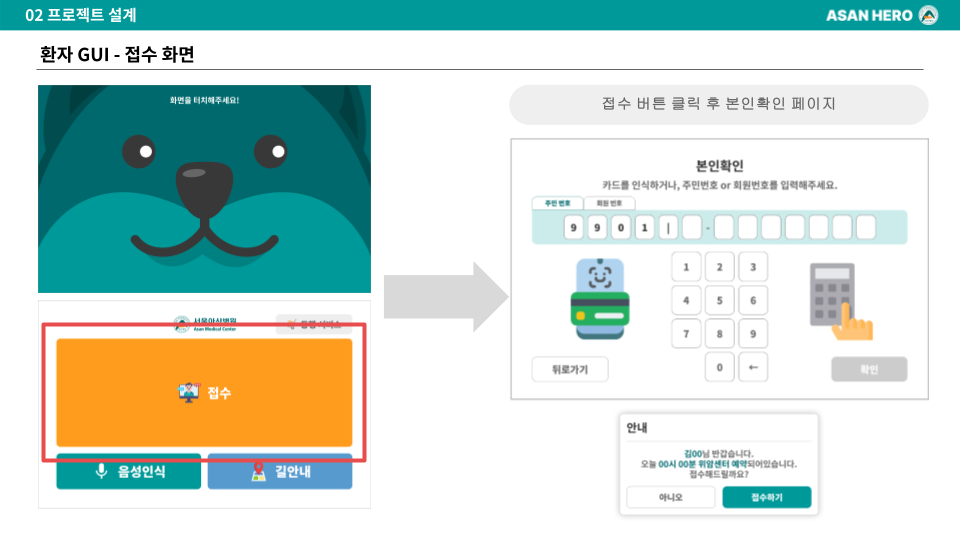 02 프로젝트 설계
ASAN HERO
환자 GUI - 접수 화면
화면을 터치해주세요!
서울아산병원
Asan Medical Center
동행 서비스
접수
음성인식
길안내
접수 버튼 클릭 후 본인확인 페이지
본인확인
카드를 인식하거나, 주민번호 or 회원번호를 입력해주세요.
주민 번호 회원 번호
9 9 0 1 | -
1 2 3
4 5 6
7 8 9
0 ←
뒤로가기
확인
안내
김00님 반갑습니다.
오늘 00시 00분 위암센터 예약되어있습니다.
접수해드릴까요?
아니오 접수하기